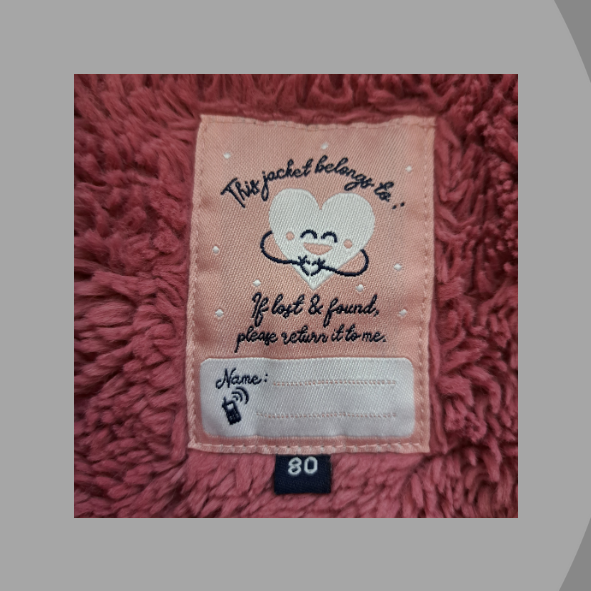 This jacket belongs to :
If lost & found,
please return it to me.
Name:
80